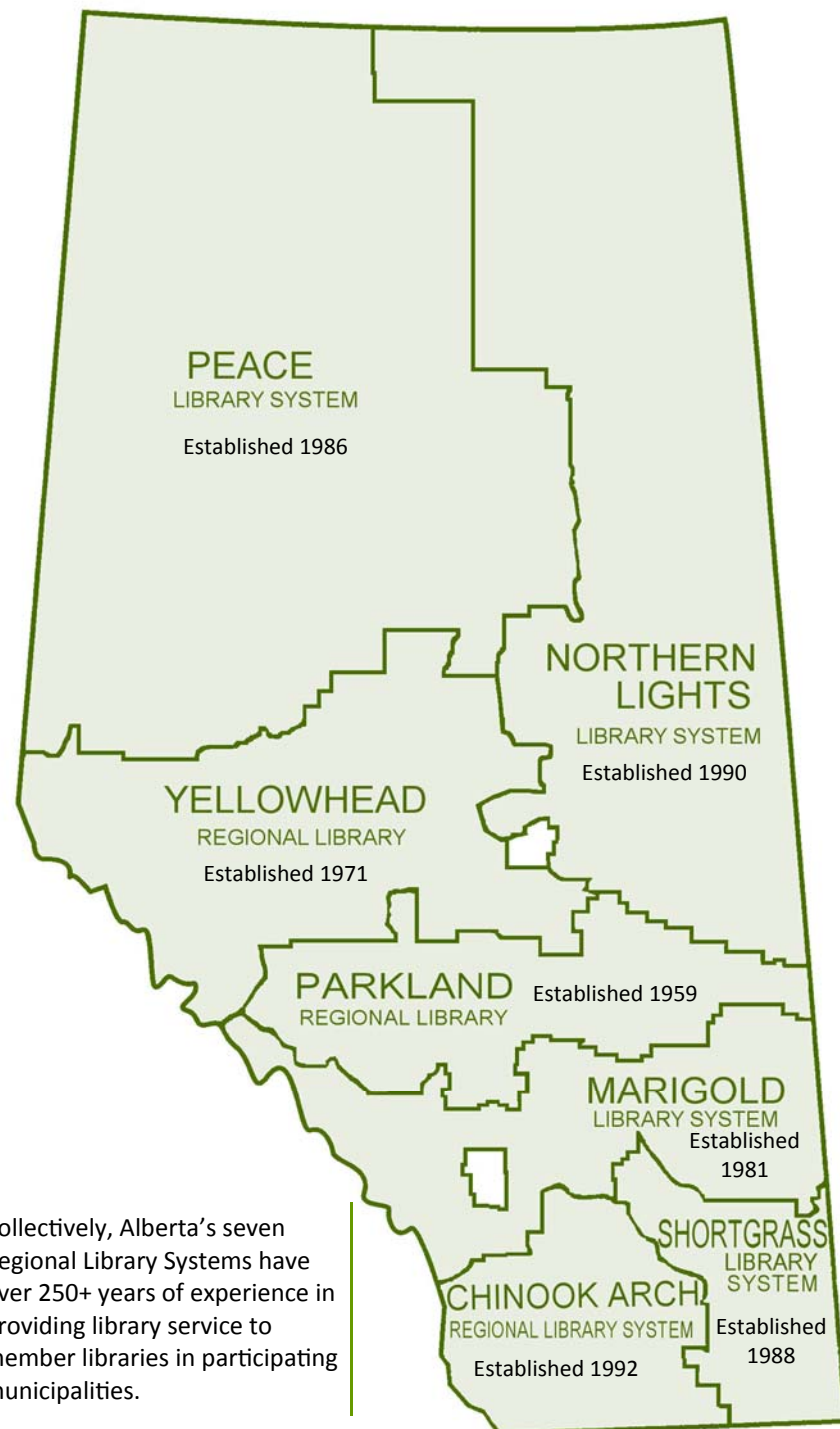 PEACE
LIBRARY SYSTEM
Established 1986
NORTHERN
LIGHTS
LIBRARY SYSTEM
Established 1990
YELLOWHEAD
REGIONAL LIBRARY
Established 1971
PARKLAND
REGIONAL LIBRARY
Established 1959
MARIGOLD
LIBRARY SYSTEM
Established
1981
SHORTGRASS
LIBRARY
SYSTEM
Established
1988
CHINOOK ARCH
REGIONAL LIBRARY SYSTEM
Established 1992
ollectively, Alberta’s seven
egional Library Systems have
ver 250+ years of experience in
roviding library service to
nember libraries in participating
nunicipalities.